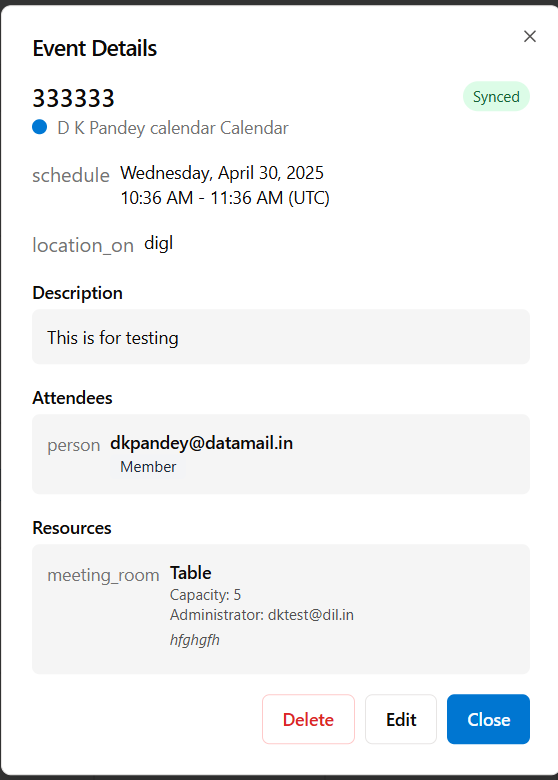 Event Details
333333
Synced
D K Pandey calendar Calendar
schedule Wednesday, April 30, 2025
10:36 AM - 11:36 AM (UTC)
location_on digl
Description
This is for testing
Attendees
person dkpandey@datamail.in
Member
Resources
meeting_room Table
Capacity: 5
Administrator: dktest@dil.in
hfghgfh
Delete Edit Close